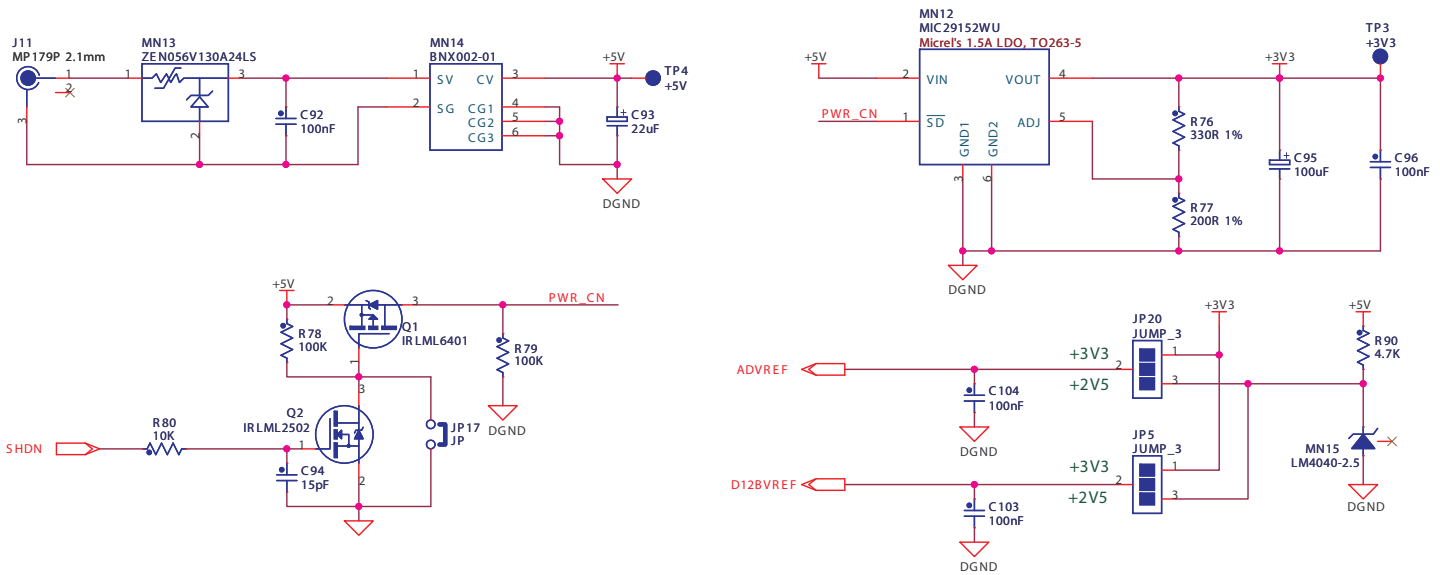 J11
MP179P 2.1mm
1
2
3
MN13
ZEN056V130A24LS
1
3
2
C92
100nF
MN14
BNX002-01
1
SV
CV
3
2
SG
CG1
4
CG2
5
CG3
6
+5V
TP4
+5V
+
C93
22uF
DGND
MN12
MIC29152WU
Micrel's 1.5A LDO, TO263-5
+5V
2
VIN
VOUT
4
PWR_CN
1
SD
ADJ
5
GND1
GND2
3
6
R76
330R 1%
R77
200R 1%
+3V3
TP3
+3V3
+
C95
100uF
C96
100nF
DGND
+5V
2
3
PWR_CN
Q1
IRLML6401
1
R78
100K
R79
100K
DGND
3
Q2
IRLML2502
R80
10K
SHDN
1
C94
15pF
2
JP17
JP
+3V3
+5V
JP20
JUMP_3
R90
4.7K
ADVREF
+3V3
+2V5
2
1
3
C104
100nF
DGND
JP5
JUMP_3
MN15
LM4040-2.5
D12BVREF
+3V3
+2V5
2
1
3
DGND
C103
100nF
DGND